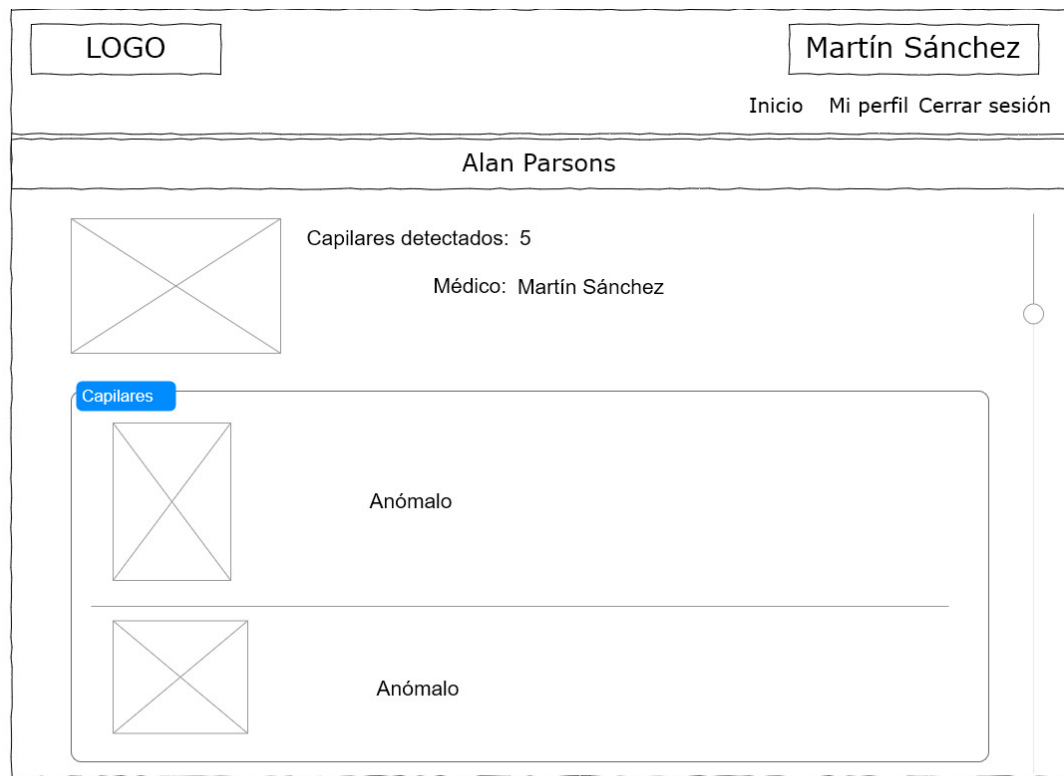 LOGO
Martín Sánchez
Inicio Mi perfil Cerrar sesión
Alan Parsons
Capilares detectados: 5
Médico: Martín Sánchez
Capilares
Anómalo
Anómalo